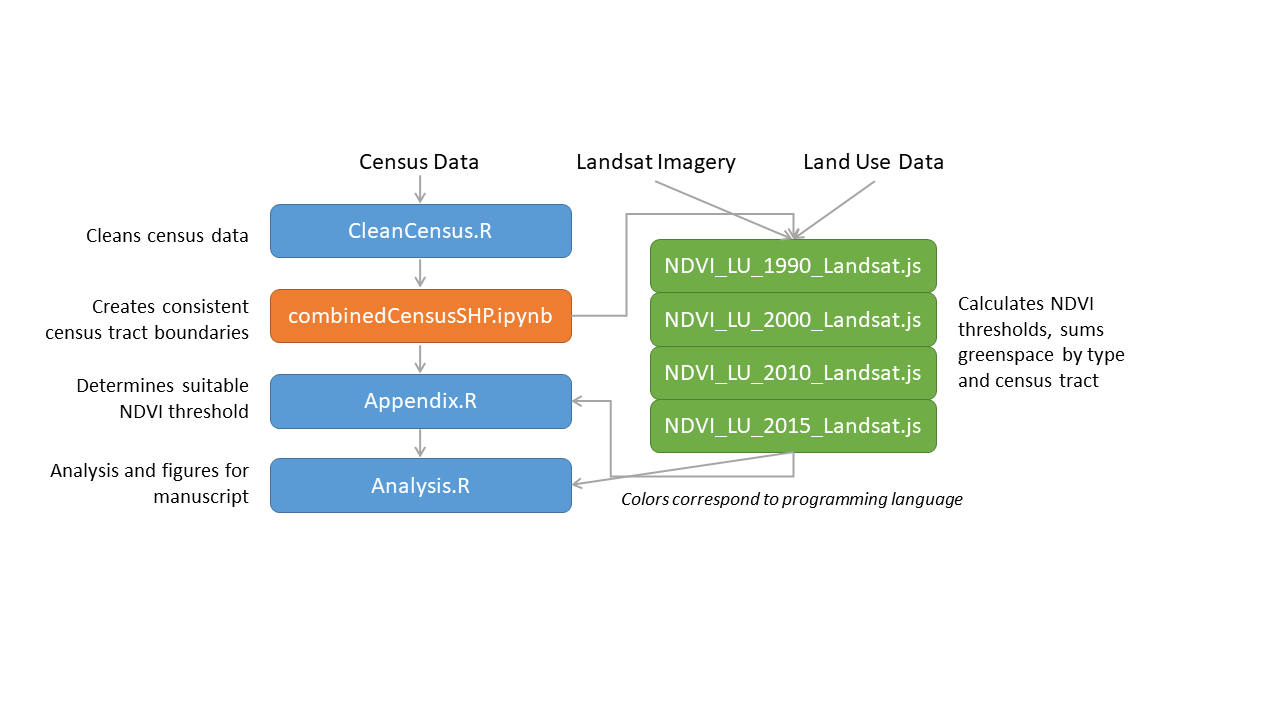 Census Data
Landsat Imagery
Land Use Data
Cleans census data
CleanCensus.R
Creates consistent
census tract boundaries
combinedCensusSHP.ipynb
Determines suitable
NDVI threshold
Appendix.R
Analysis and figures for
manuscript
Analysis.R
NDVI_LU_1990_Landsat.js
NDVI_LU_2000_Landsat.js
NDVI_LU_2010_Landsat.js
NDVI_LU_2015_Landsat.js
Calculates NDVI
thresholds, sums
greenspace by type
and census tract
Colors correspond to programming language